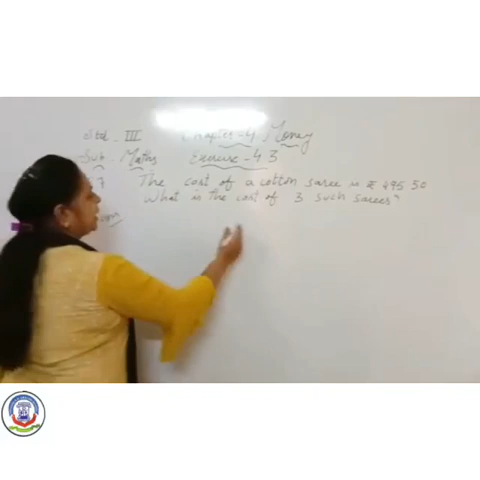 Std. III Chapter-4 Money
Sub. Maths Exercise-4.3
7 The cost of a cotton saree is ₹ 495.50
What is the cost of 3 such sarees?